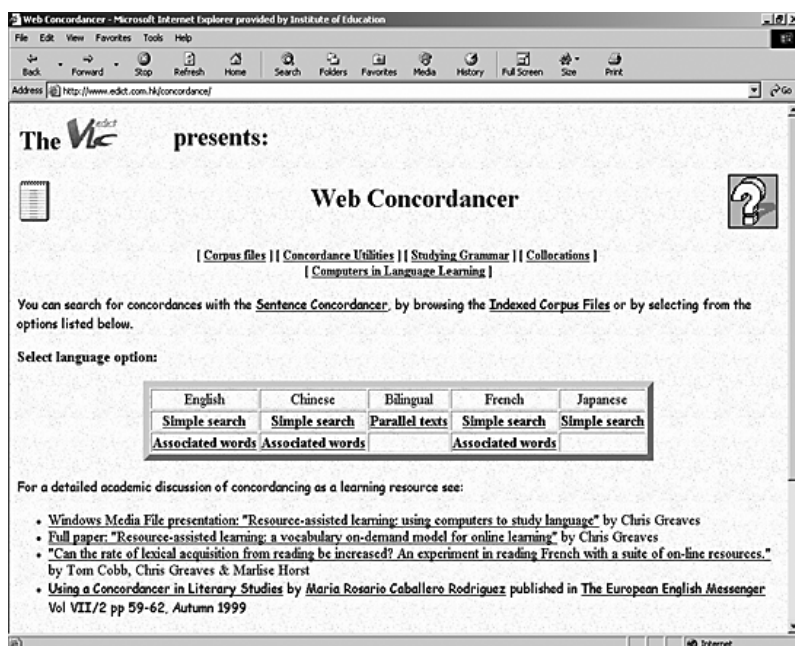 Web Concordancer - Microsoft Internet Explorer provided by Institute of Education
File Edit View Favorites Tools Help
Back Forward Stop Refresh Home Search Folders Favorites Media History Full Screen Size Print
Address http://www.edict.com.hk/concordance/ Go
The Vlc edict presents:
Web Concordancer
[ Corpus files ] [ Concordance Utilities ] [ Studying Grammar ] [ Collocations ]
[ Computers in Language Learning ]
You can search for concordances with the Sentence Concordancer, by browsing the Indexed Corpus Files or by selecting from the
options listed below.
Select language option:
English Chinese Bilingual French Japanese
Simple search Simple search Parallel texts Simple search Simple search
Associated words Associated words Associated words
For a detailed academic discussion of concordancing as a learning resource see:
• Windows Media File presentation: "Resource-assisted learning: using computers to study language" by Chris Greaves
• Full paper: "Resource-assisted learning: a vocabulary on-demand model for online learning" by Chris Greaves
• "Can the rate of lexical acquisition from reading be increased? An experiment in reading French with a suite of on-line resources."
by Tom Cobb, Chris Greaves & Marlise Horst
• Using a Concordancer in Literary Studies by Maria Rosario Caballero Rodriguez published in The European English Messenger
Vol VII/2 pp 59-62, Autumn 1999
Internet